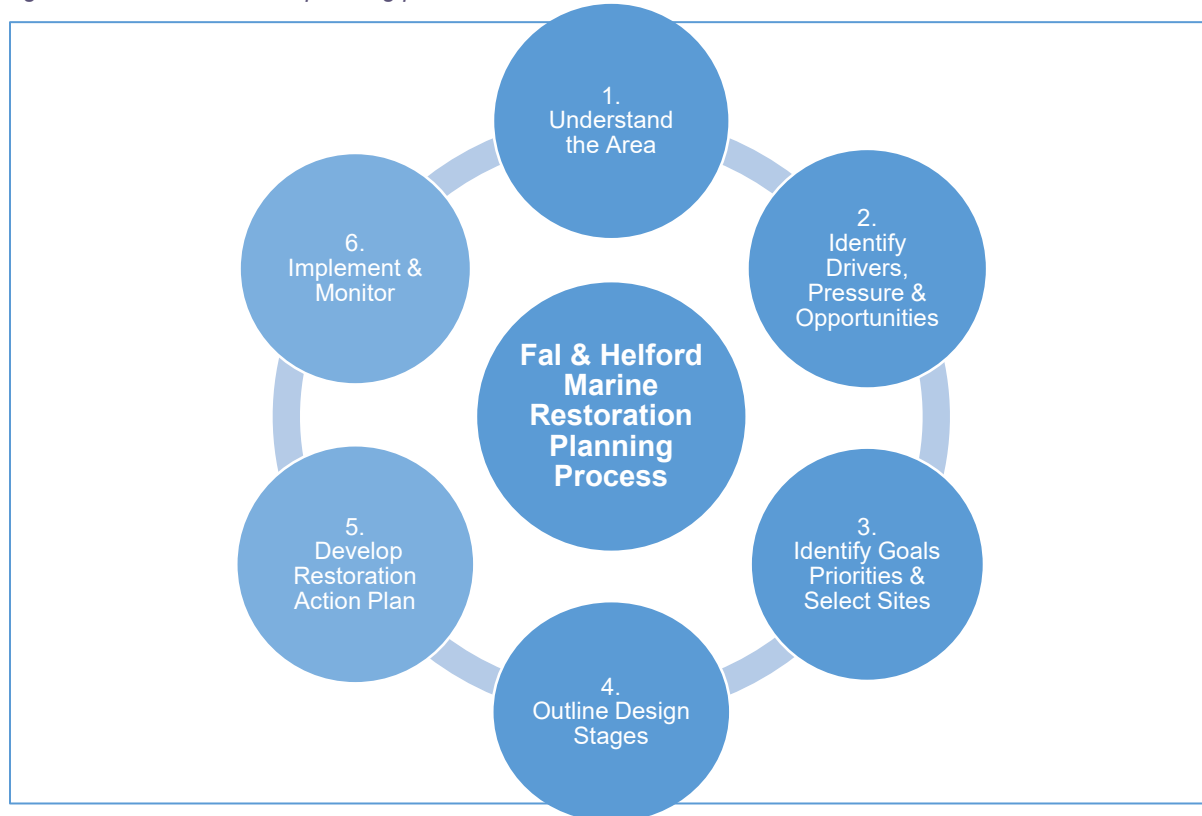 1.
Understand
the Area
2.
Identify
Drivers,
Pressure &
Opportunities
3.
Identify Goals
Priorities &
Select Sites
4.
Outline Design
Stages
5.
Develop
Restoration
Action Plan
6.
Implement &
Monitor
Fal & Helford
Marine
Restoration
Planning
Process